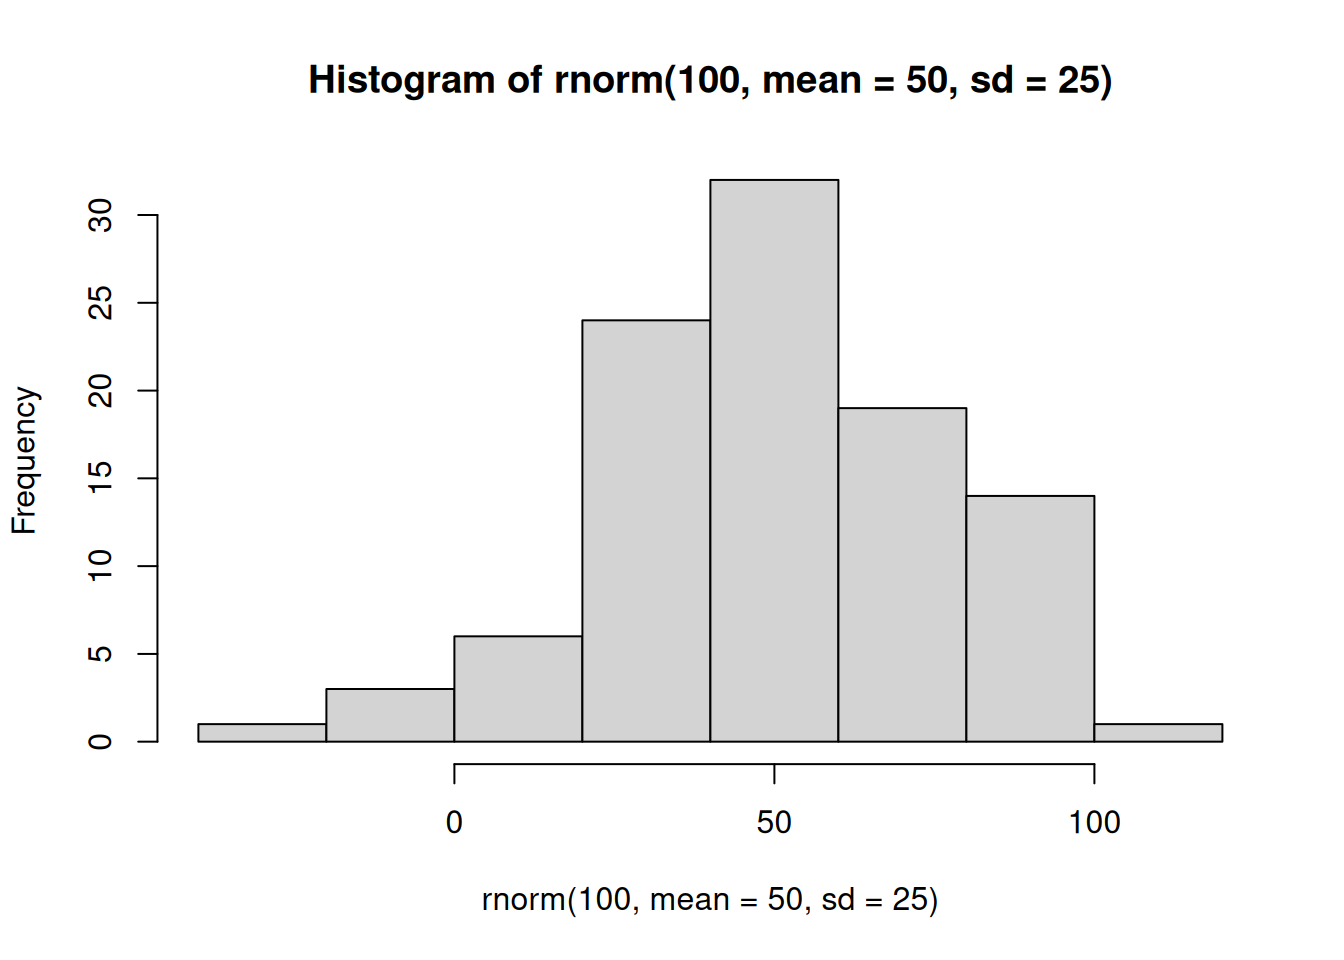 Histogram of rnorm(100, mean = 50, sd = 25)
30
25
20
15
10
5
0
Frequency
0 50 100
rnorm(100, mean = 50, sd = 25)